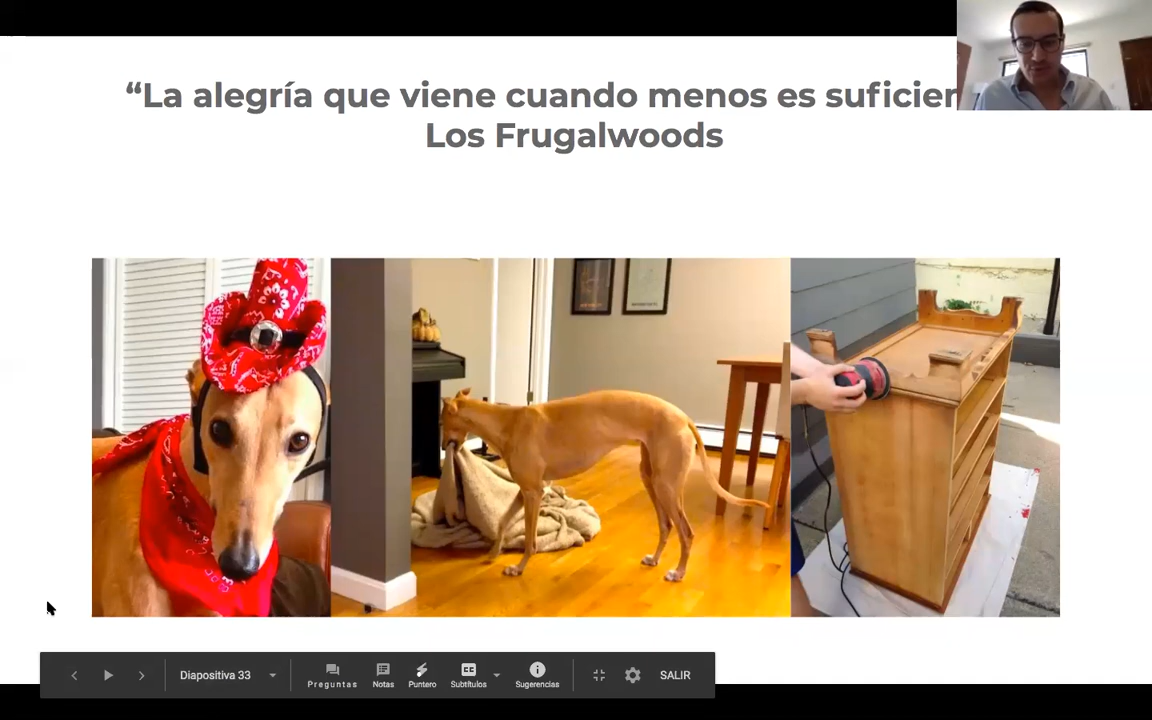 “La alegría que viene cuando menos es suficien
Los Frugalwoods
Diapositiva 33
Preguntas
Notas
Puntero
Subtítulos
Sugerencias
SALIR